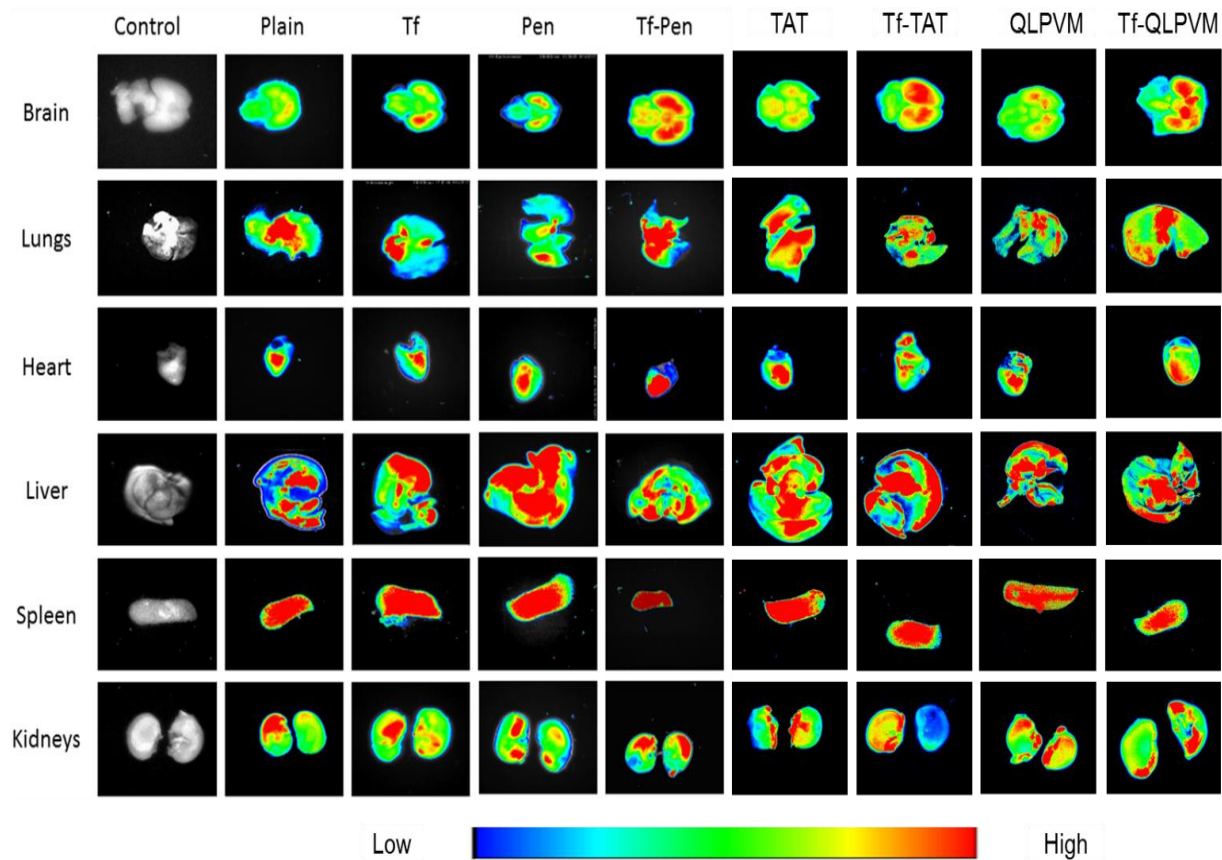 Control Plain Tf Pen Tf-Pen TAT Tf-TAT QLPVM Tf-QLPVM
Brain
Lungs
Heart
Liver
Spleen
Kidneys
Low High